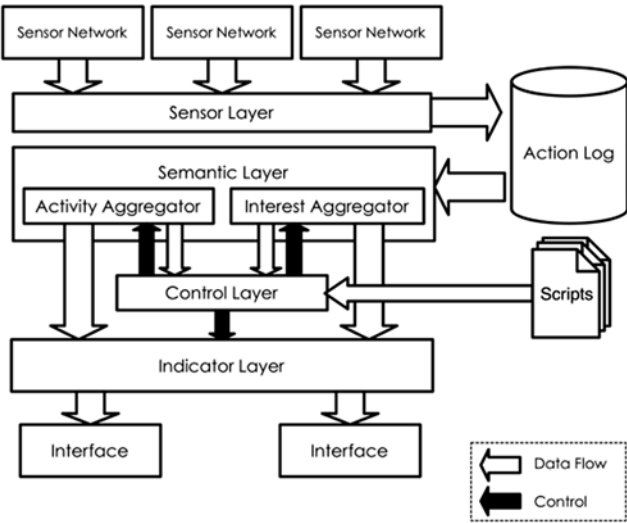 Sensor Network
Sensor Network
Sensor Network
Sensor Layer
Action Log
Semantic Layer
Activity Aggregator
Interest Aggregator
Control Layer
Scripts
Indicator Layer
Interface
Interface
Data Flow
Control